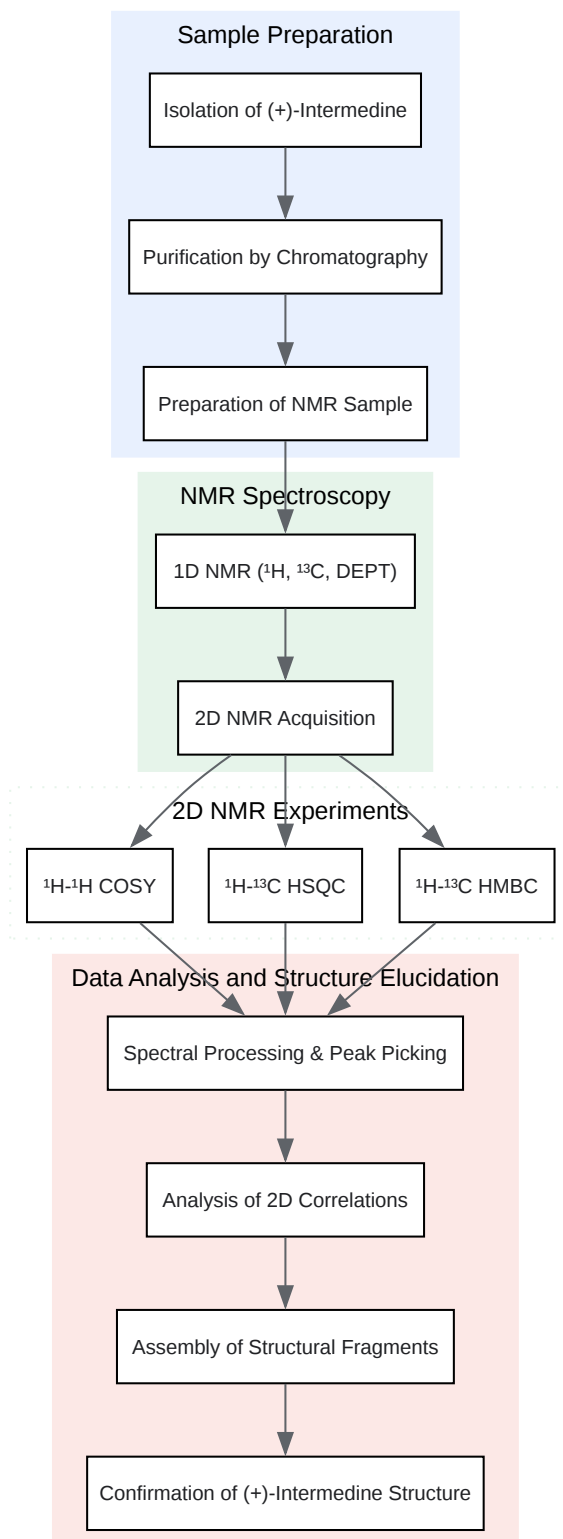 Sample Preparation
Isolation of (+)-Intermedine
Purification by Chromatography
Preparation of NMR Sample
NMR Spectroscopy
1D NMR (¹H, ¹³C, DEPT)
2D NMR Acquisition
2D NMR Experiments
¹H-¹H COSY
¹H-¹³C HSQC
¹H-¹³C HMBC
Data Analysis and Structure Elucidation
Spectral Processing & Peak Picking
Analysis of 2D Correlations
Assembly of Structural Fragments
Confirmation of (+)-Intermedine Structure